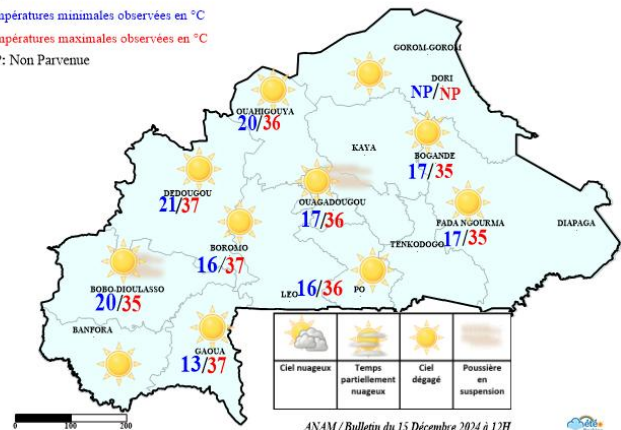 mpératures minimales observées en °C
mpératures maximales observées en °C
: Non Parvenue
GOROM-GOROM
DORI
NP/NP
OUAHIGOUYA
20/36
KAYA
BOGANDE
17/35
DEDOUGOU
21/37
OUAGADOUGOU
17/36
FADA NGOURMA
17/35
DIAPAGA
TENKODOGO
BOROMO
16/37
BOBO-DIOULASSO
20/35
LEO
16/36
PO
BANFORA
GAOUA
13/37
Ciel nuageux
Temps partiellement nuageux
Ciel dégagé
Poussière en suspension
0 100 200
ANAM / Bulletin du 15 Décembre 2024 à 12H